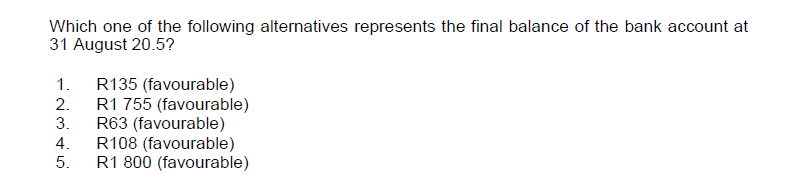 Which one of the following alternatives represents the final balance of the bank account at
31 August 20.5?
1. R135 (favourable)
2. R1 755 (favourable)
3. R63 (favourable)
4. R108 (favourable)
5. R1 800 (favourable)